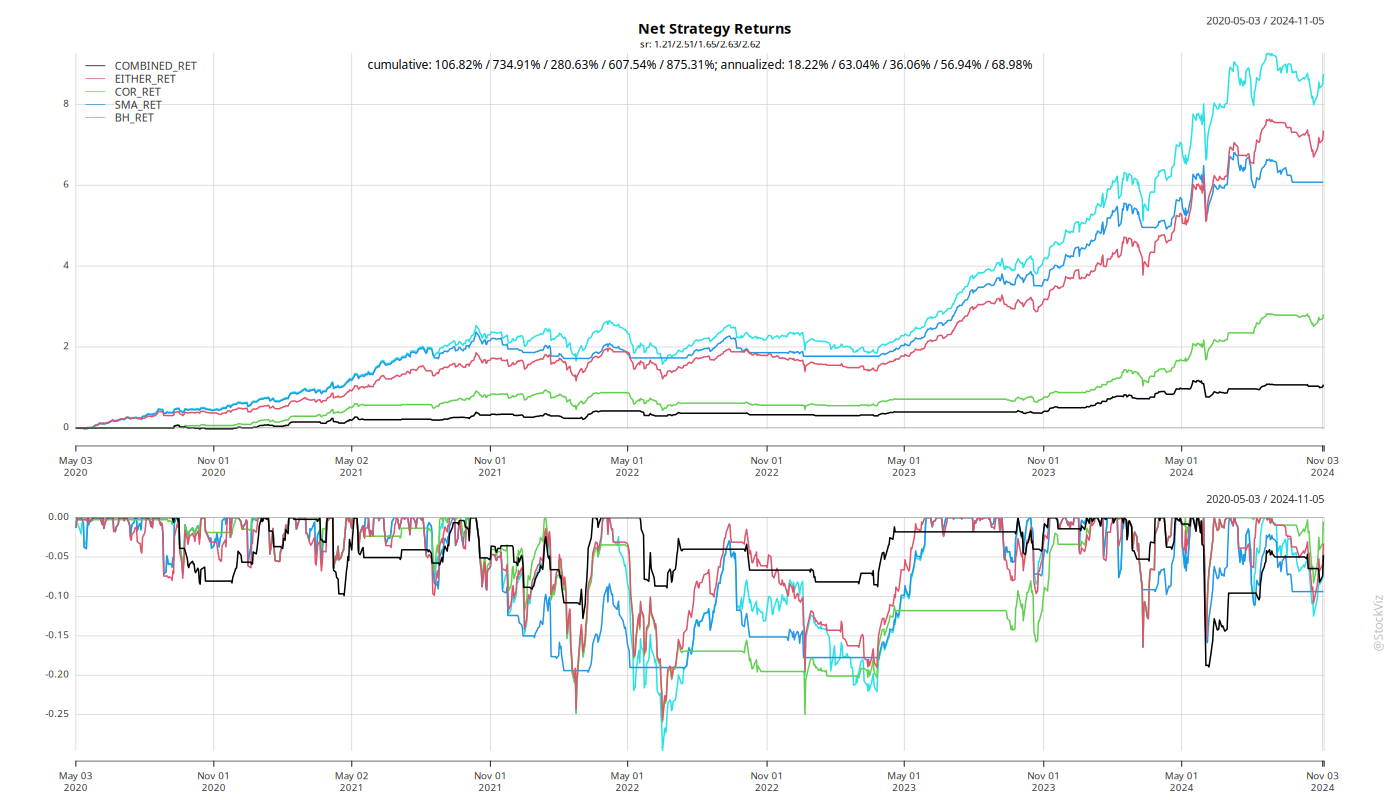 Net Strategy Returns
2020-05-03 / 2024-11-05
sr: 1.21/2.51/1.65/2.63/2.62
cumulative: 106.82% / 734.91% / 280.63% / 607.54% / 875.31%; annualized: 18.22% / 63.04% / 36.06% / 56.94% / 68.98%
COMBINED_RET
EITHER_RET
COR_RET
SMA_RET
BH_RET
8
6
4
2
0
May 03 2020
Nov 01 2020
May 02 2021
Nov 01 2021
May 01 2022
Nov 01 2022
May 01 2023
Nov 01 2023
May 01 2024
Nov 03 2024
2020-05-03 / 2024-11-05
0.00
-0.05
-0.10
-0.15
-0.20
-0.25
May 03 2020
Nov 01 2020
May 02 2021
Nov 01 2021
May 01 2022
Nov 01 2022
May 01 2023
Nov 01 2023
May 01 2024
Nov 03 2024
@StockViz